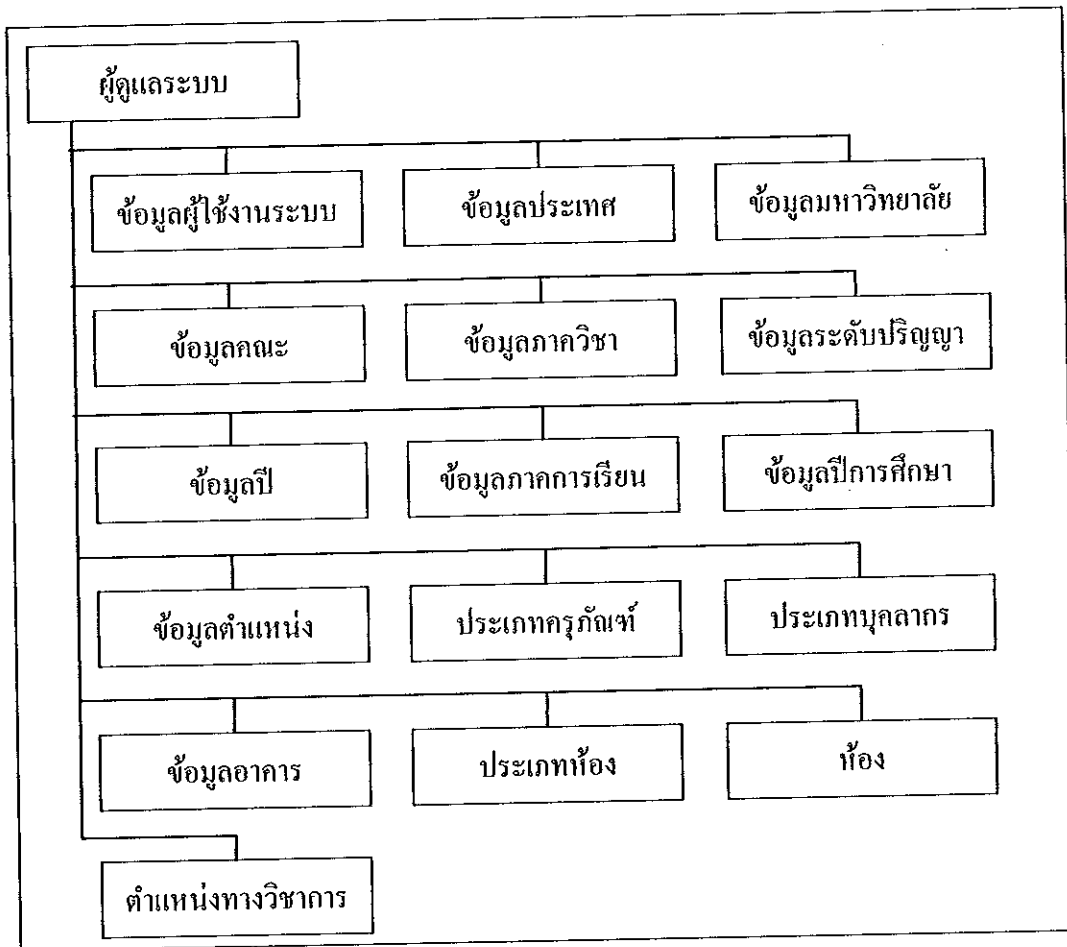 ผู้ดูแลระบบ
ข้อมูลผู้ใช้งานระบบ
ข้อมูลประเทศ
ข้อมูลมหาวิทยาลัย
ข้อมูลคณะ
ข้อมูลภาควิชา
ข้อมูลระดับปริญญา
ข้อมูลปี
ข้อมูลภาคการเรียน
ข้อมูลปีการศึกษา
ข้อมูลตำแหน่ง
ประเภทครุภัณฑ์
ประเภทบุคลากร
ข้อมูลอาคาร
ประเภทห้อง
ห้อง
ตำแหน่งทางวิชาการ